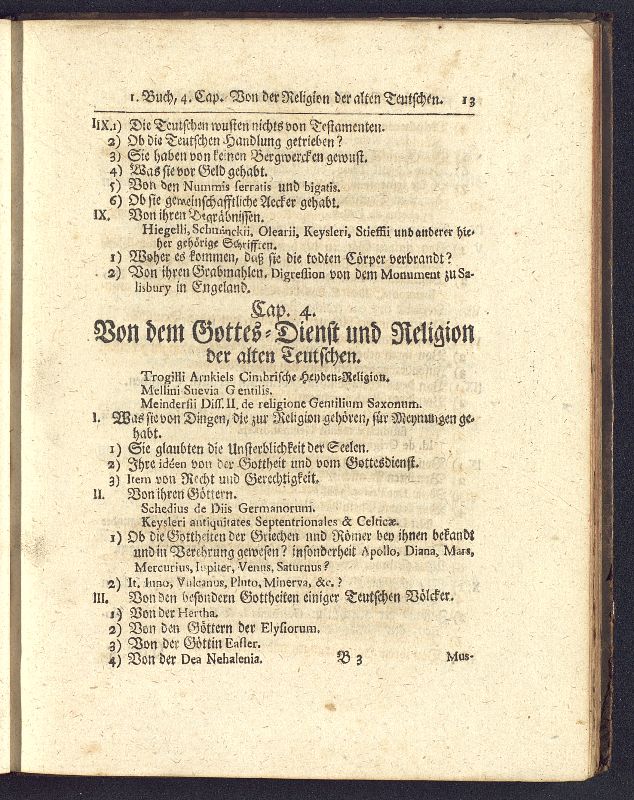 1. Buch, 4. Cap. Von der Religion der alten Teutschen. 13
IIX. 1) Die Teutschen wusten nichts von Testamenten.
2) Ob die Teutschen Handlung getrieben?
3) Sie haben von keinen Bergwercken gewust.
4) Was sie vor Geld gehabt.
5) Von den Nummis serratis und bigatis.
6) Ob sie gemeinschafftliche Aecker gehabt.
IX. Von ihren Begräbnissen.
Hiegelli, Schminckii, Olearii, Keysleri, Stieffii und anderer hie-
her gehörige Schrifften.
1) Woher es kommen, daß sie die todten Cörper verbrandt?
2) Von ihren Grabmahlen, Digression von dem Monument zu Sa-
lisbury in Engeland.
Cap. 4.
Von dem Gottes-Dienst und Religion
der alten Teutschen.
Trogilli Arnkiels Cimbrische Heyden-Religion.
Mellini Suevia Gentilis.
Meindersii Diss. II, de religione Gentilium Saxonum.
I. Was sie von Dingen, die zur Religion gehören, für Meynungen ge-
habt.
1) Sie glaubten die Unsterblichkeit der Seelen.
2) Ihre idéen von der Gottheit und vom Gottesdienst.
3) Item von Recht und Gerechtigkeit.
II. Von ihren Göttern.
Schedius de Diis Germanorum.
Keysleri antiquitates Septentrionales & Celticæ.
1) Ob die Gottheiten der Griechen und Römer bey ihnen bekandt
und in Verehrung gewesen? insonderheit Apollo, Diana, Mars,
Mercurius, Iupiter, Venus, Saturnus?
2) It. Iuno, Vulcanus, Pluto, Minerva, &c.?
III. Von den besondern Gottheiten einiger Teutschen Völcker.
1) Von der Hertha.
2) Von den Göttern der Elysiorum.
3) Von der Göttin Easter.
4) Von der Dea Nehalenia. B 3 Mus-